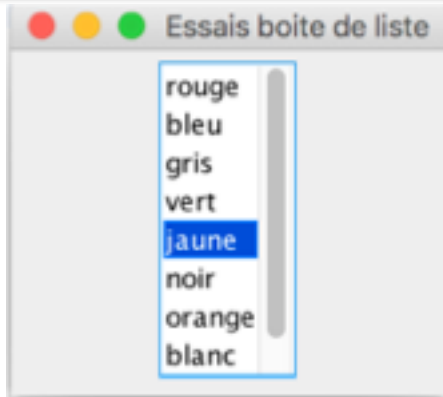 Essais boite de liste
rouge
bleu
gris
vert
jaune
noir
orange
blanc